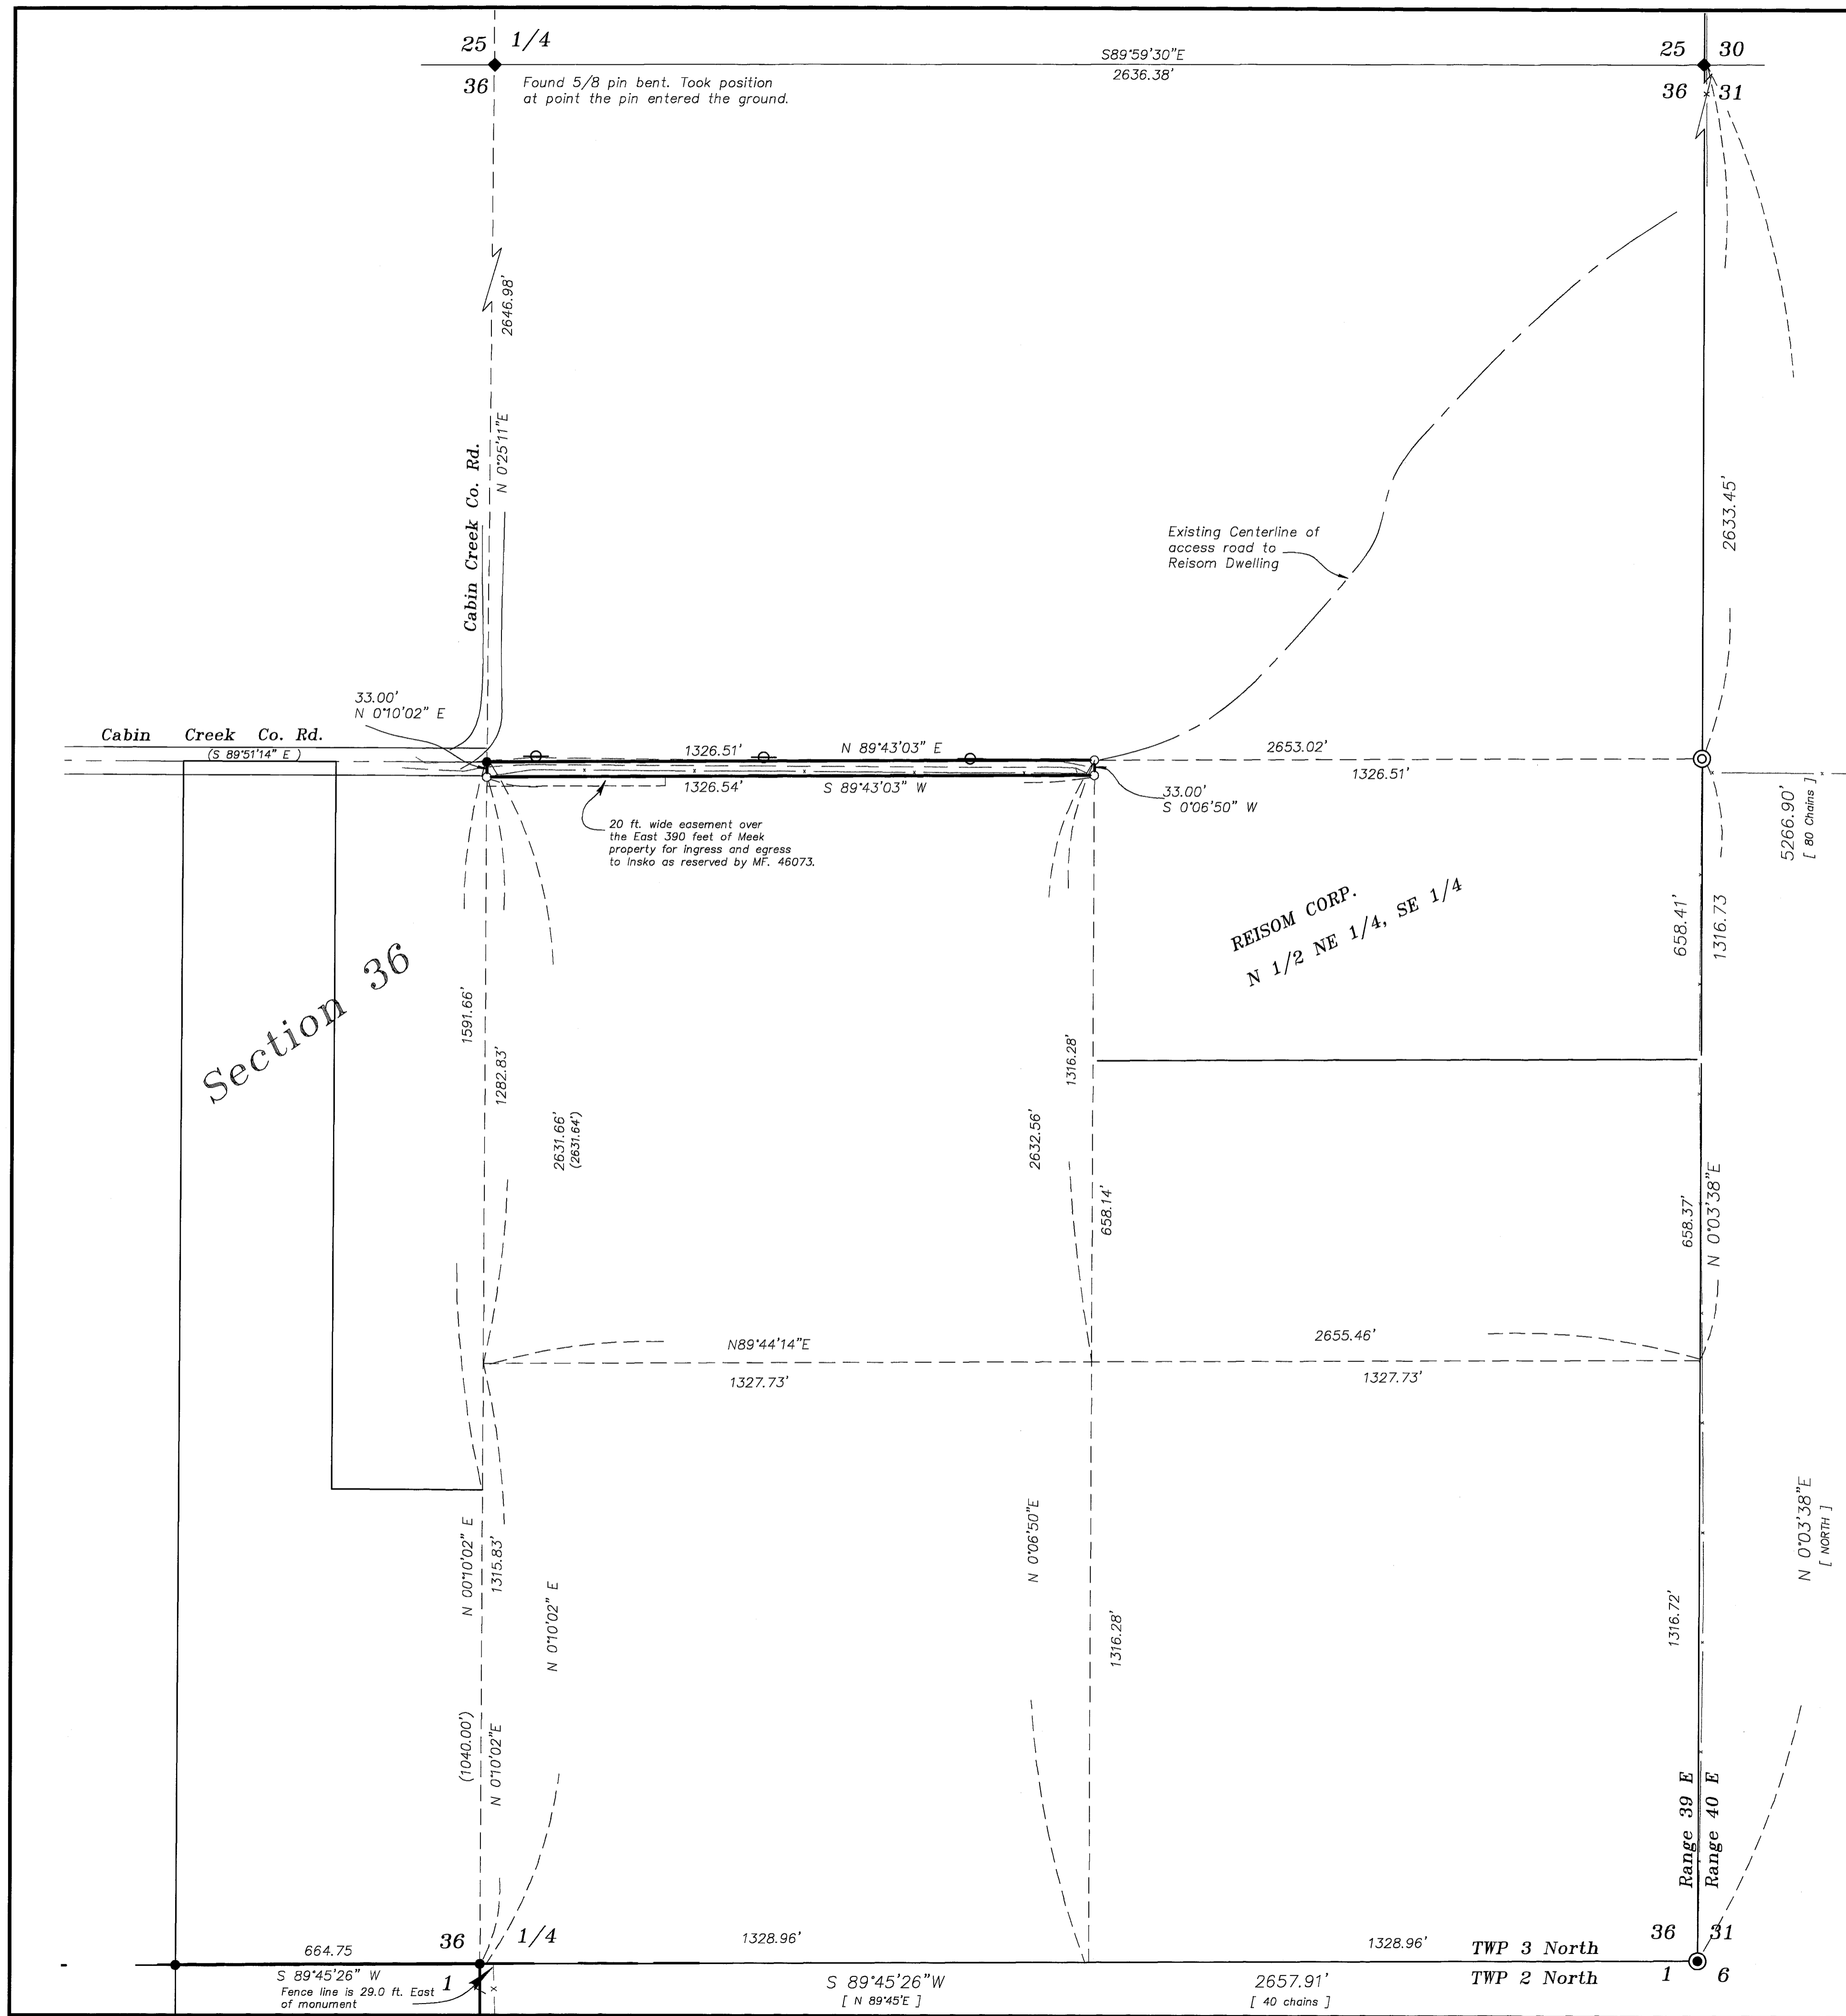 25 1/4
36
Found 5/8 pin bent. Took position
at point the pin entered the ground.
S89°59'30"E
2636.38'
25 30
36 31
2646.98'
N 0°25'11"E
Cabin Creek Co. Rd.
Existing Centerline of
access road to
Reisom Dwelling
2633.45'
33.00'
N 0°10'02" E
Cabin Creek Co. Rd.
(S 89°51'14" E )
1326.51'
N 89°43'03" E
2653.02'
1326.51'
1326.54'
S 89°43'03" W
33.00'
S 0°06'50" W
20 ft. wide easement over
the East 390 feet of Meek
property for ingress and egress
to Insko as reserved by MF. 46073.
5266.90'
[ 80 Chains ]
REISOM CORP.
N 1/2 NE 1/4, SE 1/4
658.41'
1316.73
Section 36
1591.66'
1282.83'
2631.66'
(2631.64')
1316.28'
2632.56'
658.14'
658.37'
N 0°03'38"E
N89°44'14"E
1327.73'
2655.46'
1327.73'
N 00°10'02" E
1315.83'
N 0°10'02" E
N 0°06'50"E
1316.28'
1316.72'
N 0°03'38"E
[ NORTH ]
(1040.00')
N 0°10'02"E
Range 39 E
Range 40 E
664.75
S 89°45'26" W
36 1/4
1
Fence line is 29.0 ft. East
of monument
1328.96'
S 89°45'26"W
[ N 89°45'E ]
1328.96'
2657.91'
[ 40 chains ]
TWP 3 North
TWP 2 North
36 31
1 6